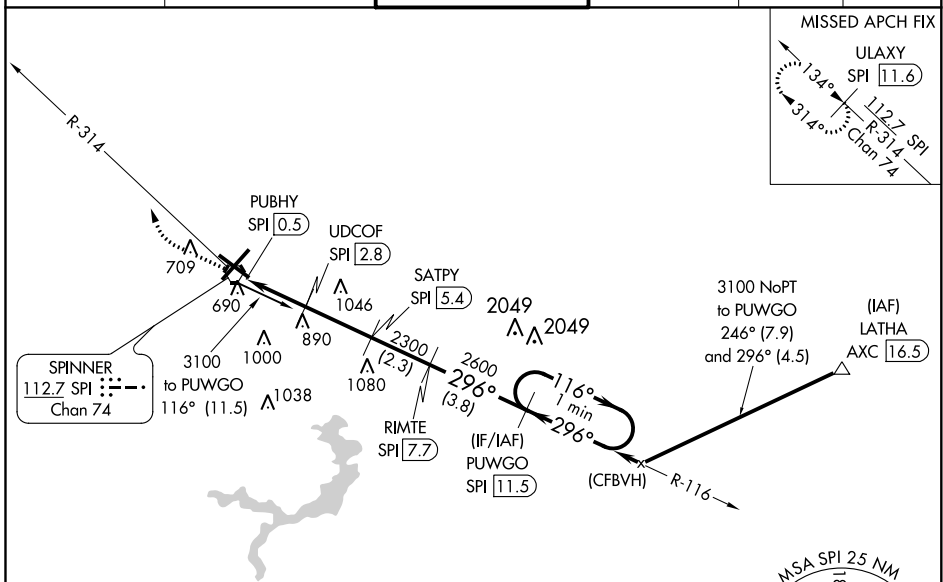 MISSED APCH FIX
ULAXY
SPI 11.6
134°
314°
112.7 SPI
R-314
Chan 74
R-314
PUBHY
SPI 0.5
UDCOF
SPI 2.8
SATPY
SPI 5.4
709
690
1046
890
1000
1080
1038
2049
2049
3100 NoPT
to PUWGO
246° (7.9)
and 296° (4.5)
(IAF)
LATHA
AXC 16.5
SPINNER
112.7 SPI
Chan 74
3100
to PUWGO
116° (11.5)
2300
(2.3)
2600
296°
(3.8)
116°
1 min
296°
RIMTE
SPI 7.7
(IF/IAF)
PUWGO
SPI 11.5
(CFBVH)
R-116
MSA SPI 25 NM